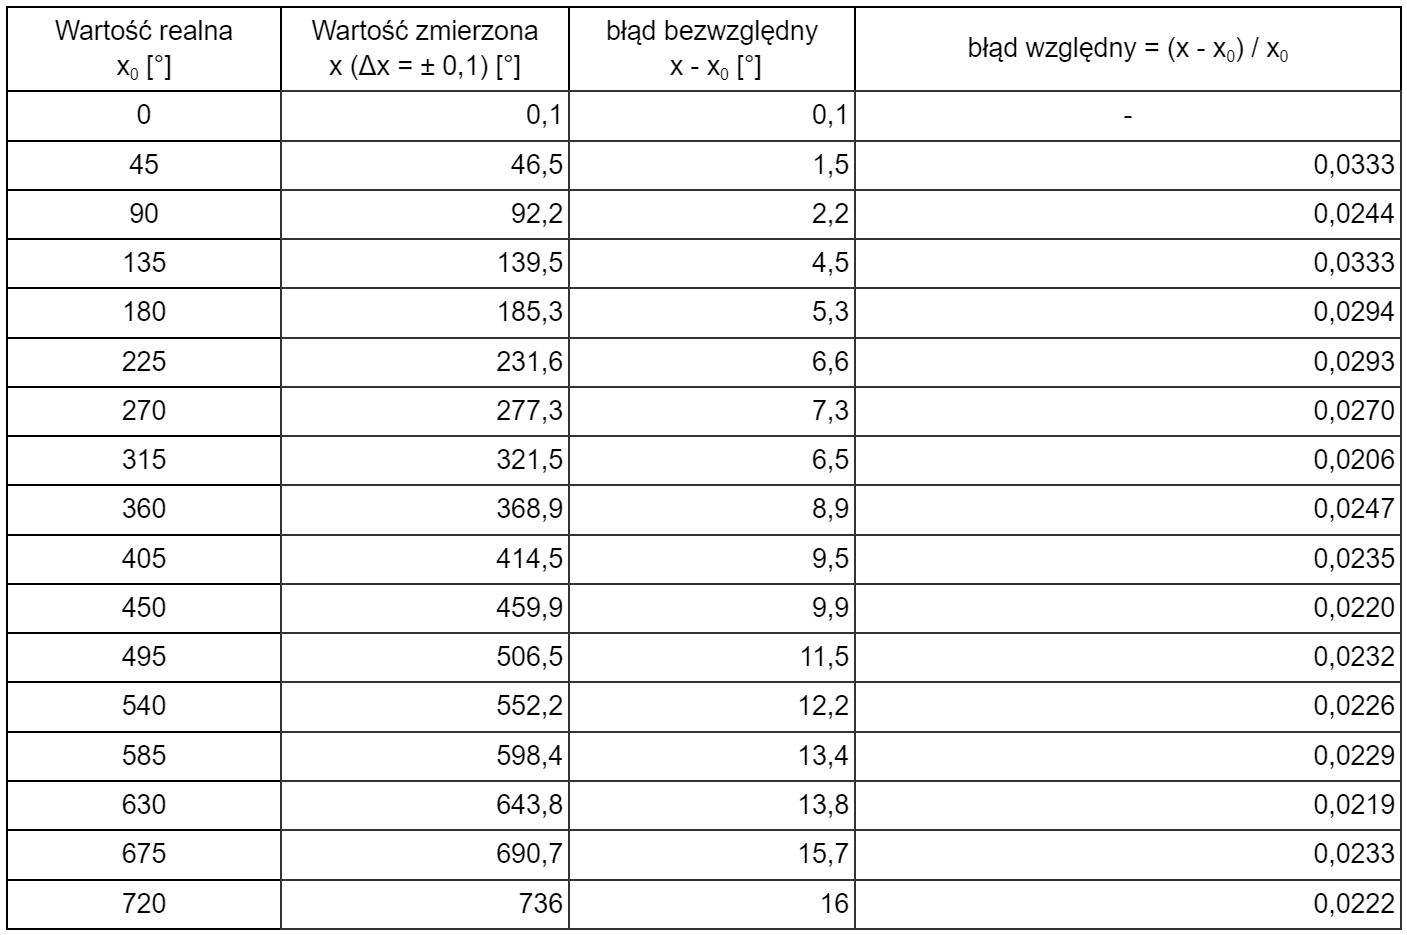 Wartość realna x₀ [°] | Wartość zmierzona x (Δx = ± 0,1) [°] | błąd bezwzględny x - x₀ [°] | błąd względny = (x - x₀) / x₀
0 | 0,1 | 0,1 | -
45 | 46,5 | 1,5 | 0,0333
90 | 92,2 | 2,2 | 0,0244
135 | 139,5 | 4,5 | 0,0333
180 | 185,3 | 5,3 | 0,0294
225 | 231,6 | 6,6 | 0,0293
270 | 277,3 | 7,3 | 0,0270
315 | 321,5 | 6,5 | 0,0206
360 | 368,9 | 8,9 | 0,0247
405 | 414,5 | 9,5 | 0,0235
450 | 459,9 | 9,9 | 0,0220
495 | 506,5 | 11,5 | 0,0232
540 | 552,2 | 12,2 | 0,0226
585 | 598,4 | 13,4 | 0,0229
630 | 643,8 | 13,8 | 0,0219
675 | 690,7 | 15,7 | 0,0233
720 | 736 | 16 | 0,0222